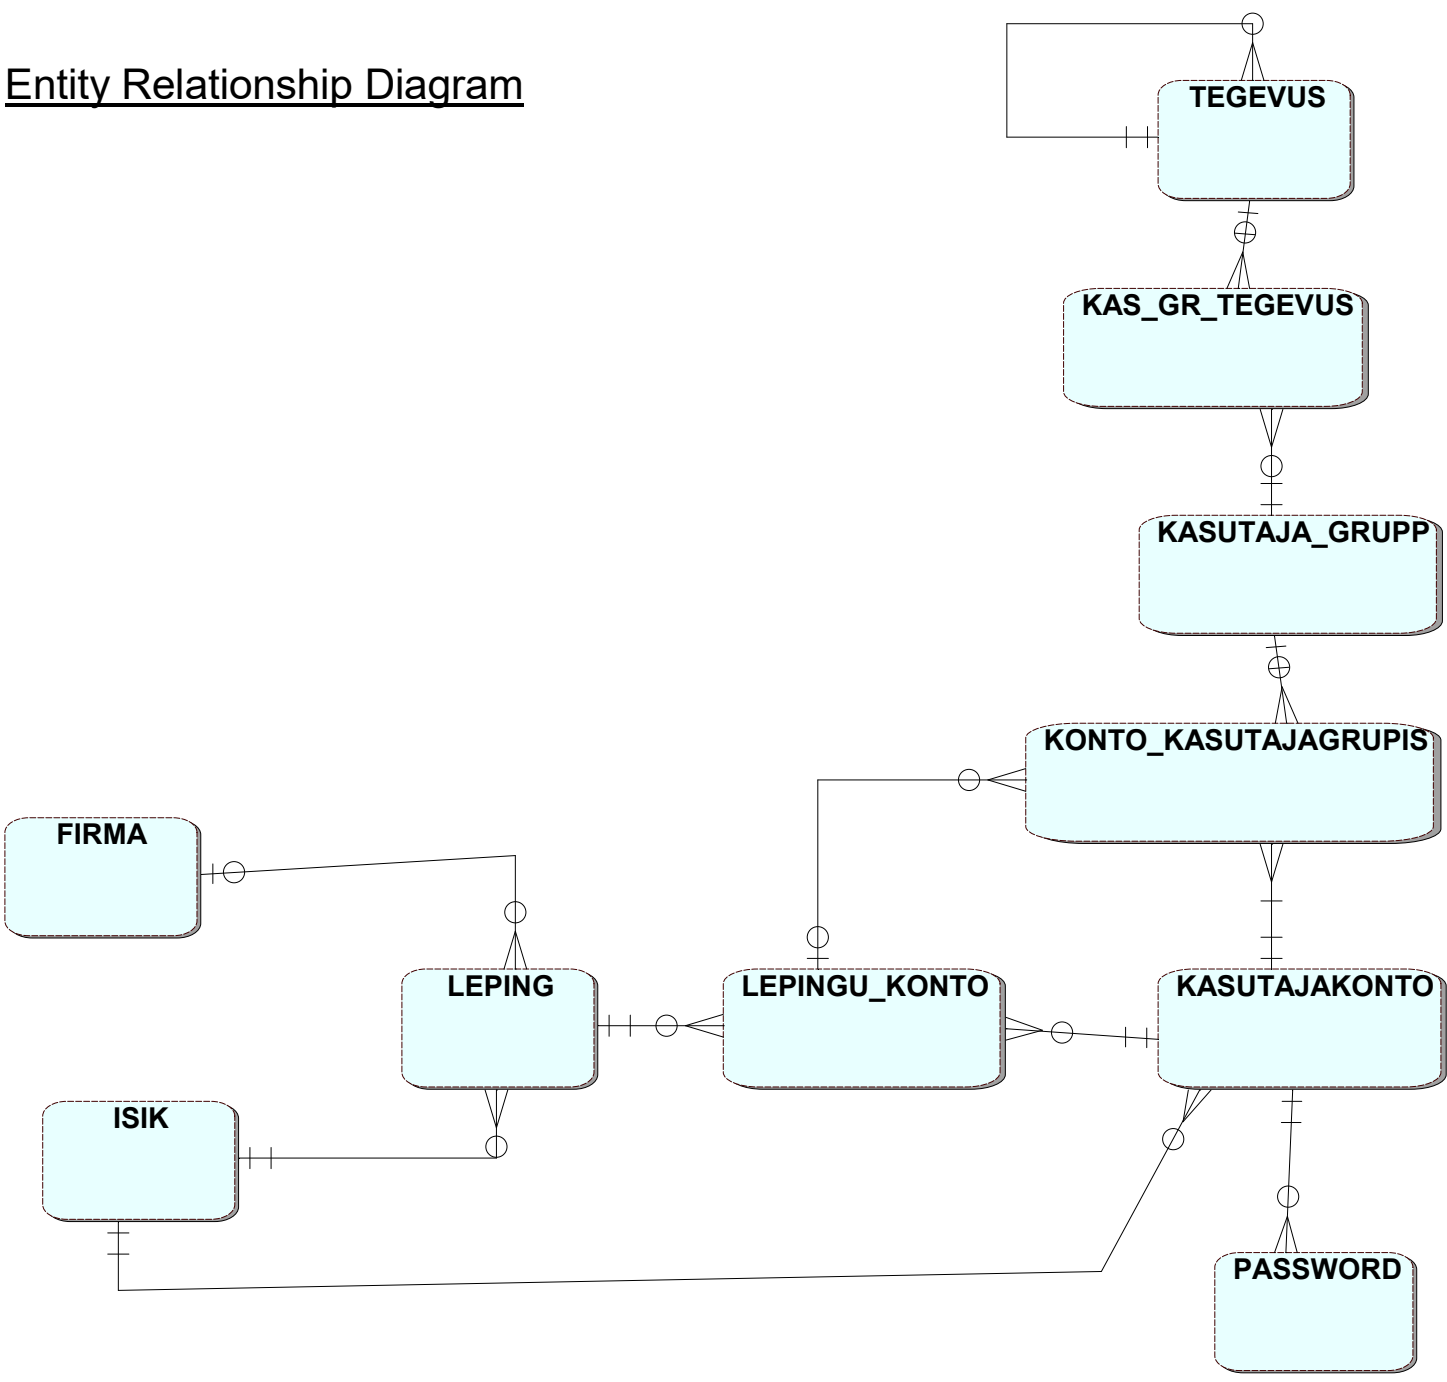 Entity Relationship Diagram
TEGEVUS
KAS_GR_TEGEVUS
KASUTAJA_GRUPP
KONTO_KASUTAJAGRUPIS
FIRMA
LEPING
LEPINGU_KONTO
KASUTAJAKONTO
ISIK
PASSWORD